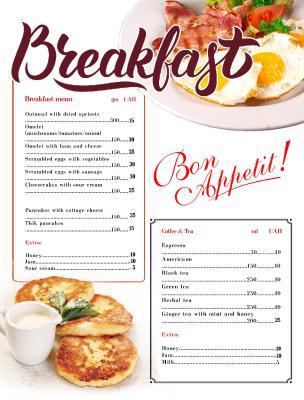 Breakfast
Breakfast menu grs UAH
Oatmeal with dried apricots
300 25
Omelet
(mushrooms/tomatoes/onion)
150 30
Omelet with ham and cheese
150 35
Scrambled eggs with vegetables
150 30
Scrambled eggs with sausage
150 30
Cheesecakes with sour cream
150 35
Pancakes with cottage cheese
150 35
Thik pancakes
150 25
Extra:
Honey 10
Jam 10
Sour cream 5
Bon
Appetit!
Coffee & Tea ml UAH
Espresso
50 10
Americano
150 10
Black tea
250 10
Green tea
250 10
Herbal tea
250 10
Ginger tea with mint and honey
200 25
Extra:
Honey 10
Jam 10
Milk 5